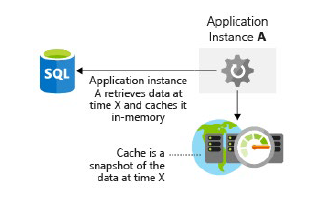 Application
Instance A
SQL
Application instance
A retrieves data at
time X and caches it
in-memory
Cache is a
snapshot of the
data at time X